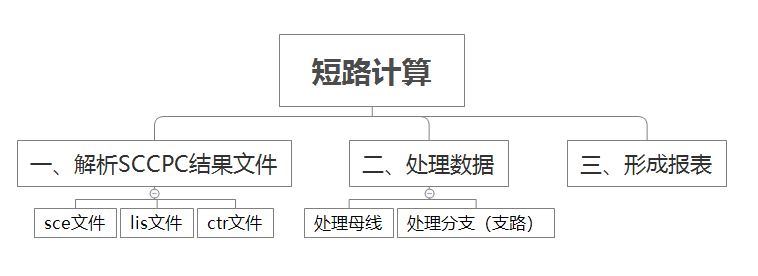 短路计算
一、解析SCCPC结果文件
二、处理数据
三、形成报表
sce文件
lis文件
ctr文件
处理母线
处理分支（支路）